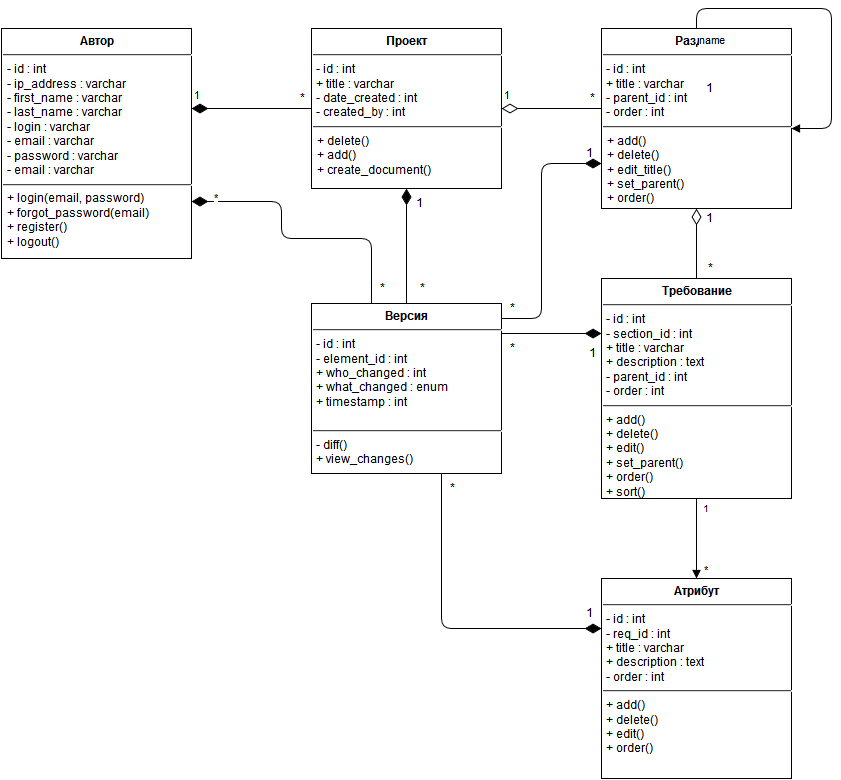 Автор
- id : int
- ip_address : varchar
- first_name : varchar
- last_name : varchar
- login : varchar
- email : varchar
- password : varchar
- email : varchar
+ login(email, password)
+ forgot_password(email)
+ register()
+ logout()
1
*
*
*
Проект
- id : int
+ title : varchar
- date_created : int
- created_by : int
+ delete()
+ add()
+ create_document()
1
*
1
*
name
- id : int
+ title : varchar
- parent_id : int
- order : int
1
+ add()
+ delete()
+ edit_title()
+ set_parent()
+ order()
1
*
1
*
Версия
- id : int
- element_id : int
+ who_changed : int
+ what_changed : enum
+ timestamp : int
- diff()
+ view_changes()
*
1
*
Требование
- id : int
- section_id : int
+ title : varchar
+ description : text
- parent_id : int
- order : int
+ add()
+ delete()
+ edit()
+ set_parent()
+ order()
+ sort()
1
*
1
Атрибут
- id : int
- req_id : int
+ title : varchar
+ description : text
- order : int
+ add()
+ delete()
+ edit()
+ order()